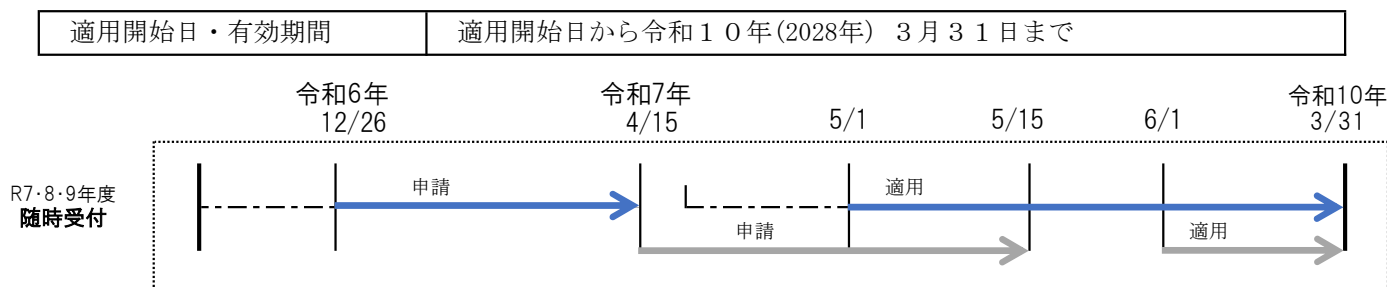 適用開始日・有効期間 適用開始日から令和１０年(2028年) ３月３１日まで
令和6年 令和7年 令和10年
12/26 4/15 5/1 5/15 6/1 3/31
R7･8･9年度
随時受付
申請 適用
申請 適用